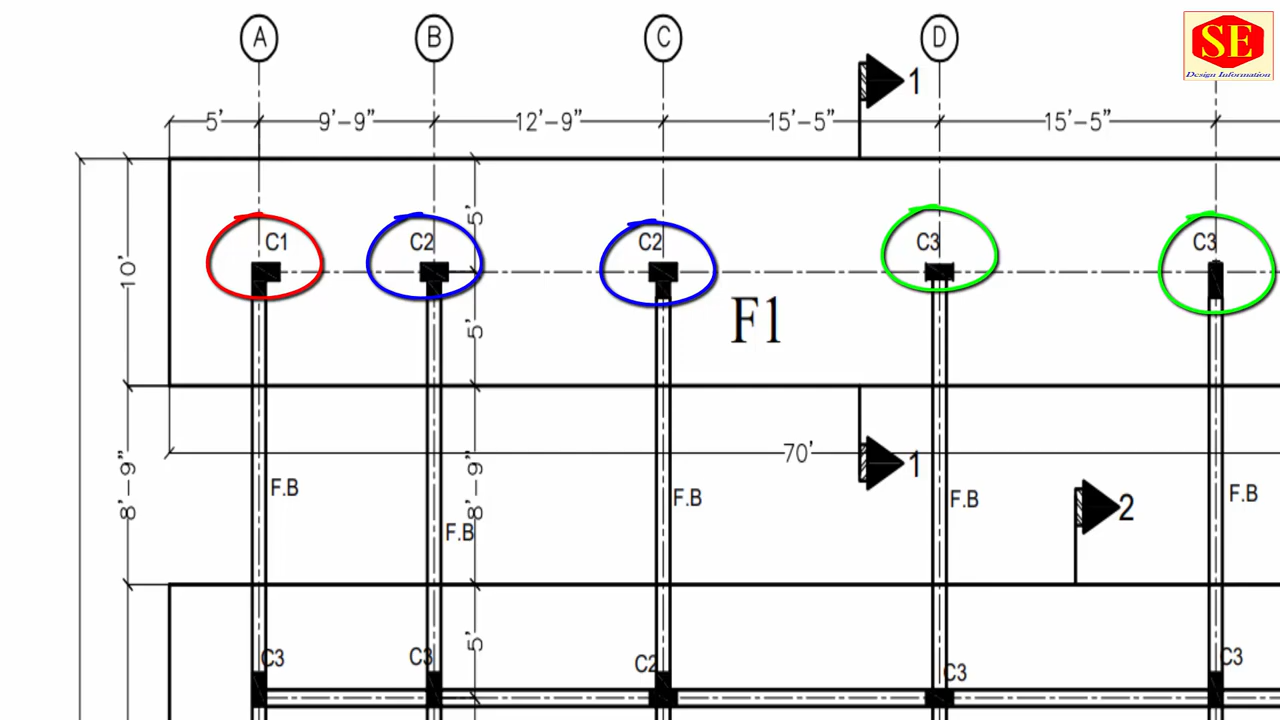 A B C D
SE
Design Information
1
5' 9'-9" 12'-9" 15'-5" 15'-5"
5'
C1 C2 C2 C3 C3
10'
F1
5'
70'
1
8'-9" 8'-9"
F.B F.B F.B F.B
2
F.B
5'
C3 C3 C2 C3 C3